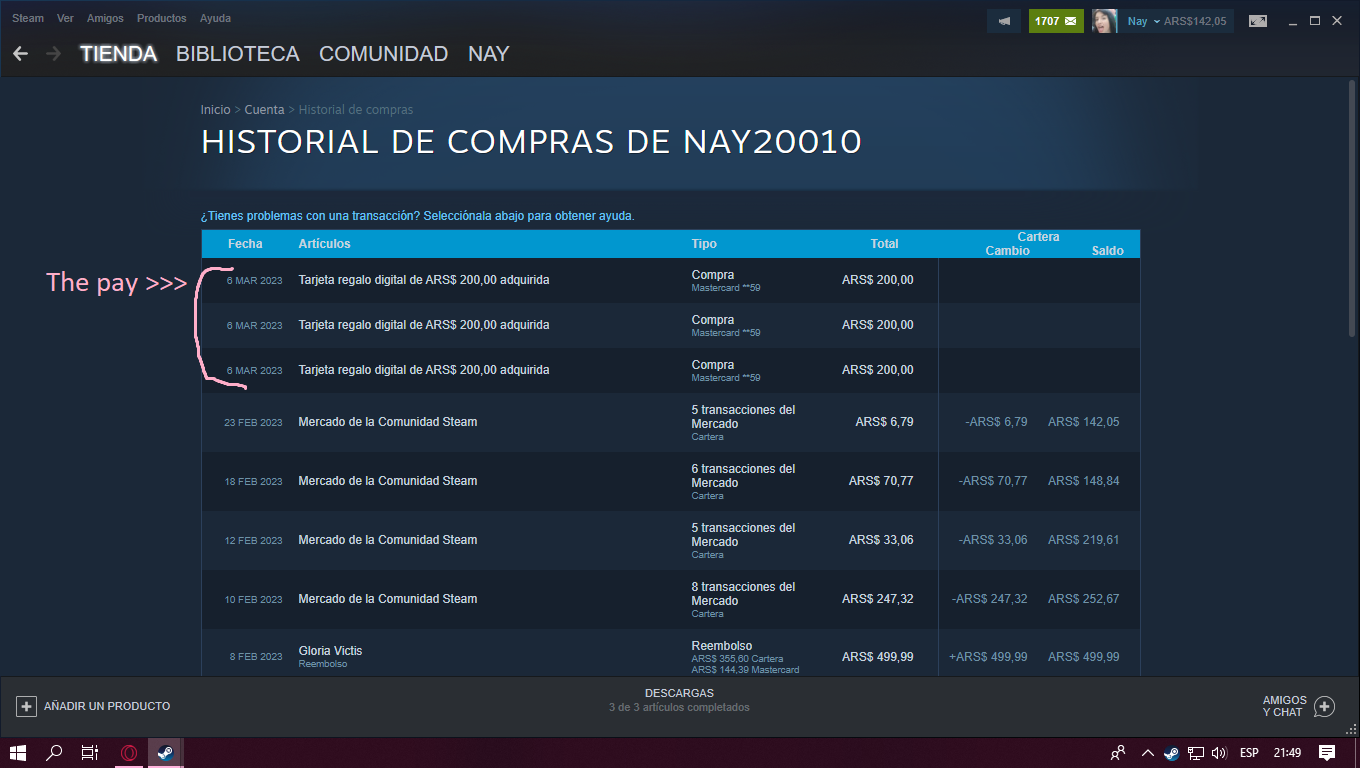 Steam Ver Amigos Productos Ayuda
1707
Nay
ARS$142,05
TIENDA BIBLIOTECA COMUNIDAD NAY
Inicio > Cuenta > Historial de compras
HISTORIAL DE COMPRAS DE NAY20010
¿Tienes problemas con una transacción? Selecciónala abajo para obtener ayuda.
Fecha Artículos Tipo Total Cartera
Cambio Saldo
The pay >>>
6 MAR 2023 Tarjeta regalo digital de ARS$ 200,00 adquirida Compra ARS$ 200,00
Mastercard **59
6 MAR 2023 Tarjeta regalo digital de ARS$ 200,00 adquirida Compra ARS$ 200,00
Mastercard **59
6 MAR 2023 Tarjeta regalo digital de ARS$ 200,00 adquirida Compra ARS$ 200,00
Mastercard **59
23 FEB 2023 Mercado de la Comunidad Steam 5 transacciones del ARS$ 6,79 -ARS$ 6,79 ARS$ 142,05
Mercado
Cartera
18 FEB 2023 Mercado de la Comunidad Steam 6 transacciones del ARS$ 70,77 -ARS$ 70,77 ARS$ 148,84
Mercado
Cartera
12 FEB 2023 Mercado de la Comunidad Steam 5 transacciones del ARS$ 33,06 -ARS$ 33,06 ARS$ 219,61
Mercado
Cartera
10 FEB 2023 Mercado de la Comunidad Steam 8 transacciones del ARS$ 247,32 -ARS$ 247,32 ARS$ 252,67
Mercado
Cartera
8 FEB 2023 Gloria Victis Reembolso ARS$ 499,99 +ARS$ 499,99 ARS$ 499,99
Reembolso ARS$ 355,60 Cartera
ARS$ 144,39 Mastercard
AÑADIR UN PRODUCTO
DESCARGAS
3 de 3 artículos completados
AMIGOS
Y CHAT
ESP 21:49